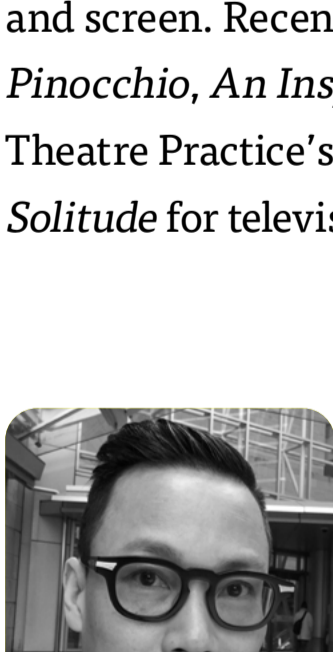 and screen. Recen
Pinocchio, An Ins
Theatre Practice’s
Solitude for televis